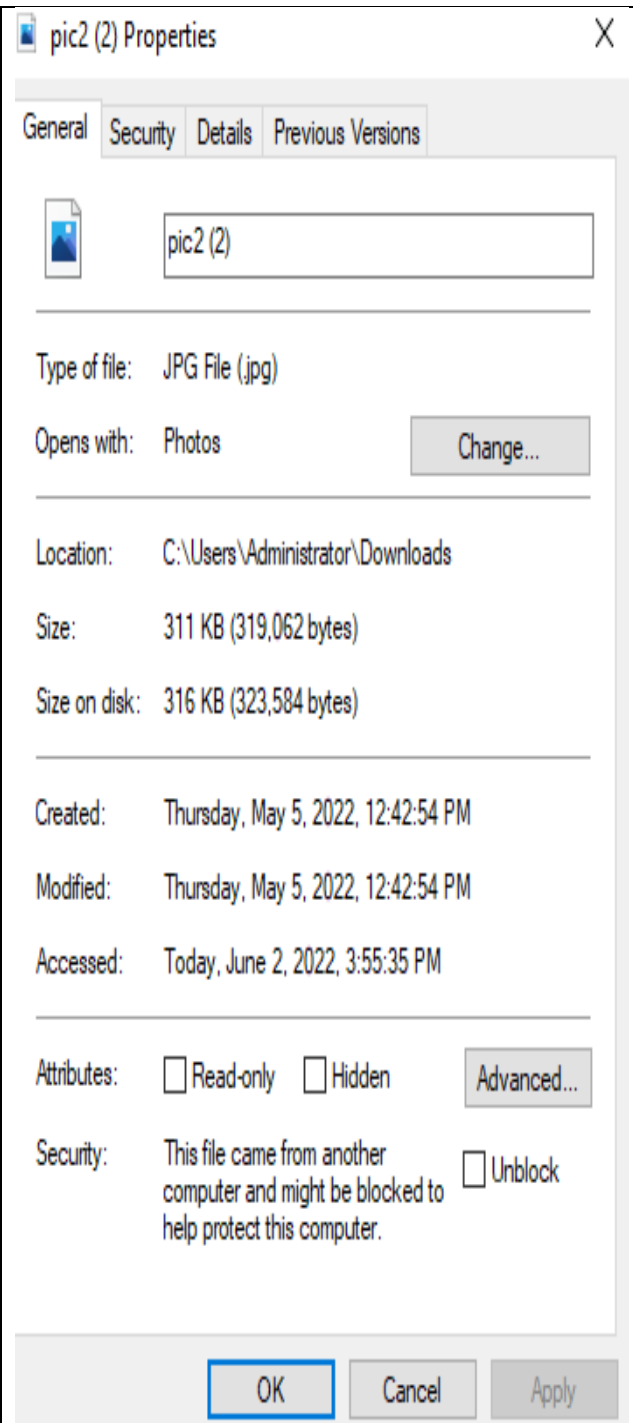 pic2 (2) Properties
General Security Details Previous Versions
pic2 (2)
Type of file: JPG File (.jpg)
Opens with: Photos Change...
Location: C:\Users\Administrator\Downloads
Size: 311 KB (319,062 bytes)
Size on disk: 316 KB (323,584 bytes)
Created: Thursday, May 5, 2022, 12:42:54 PM
Modified: Thursday, May 5, 2022, 12:42:54 PM
Accessed: Today, June 2, 2022, 3:55:35 PM
Attributes: Read-only Hidden Advanced...
Security: This file came from another
computer and might be blocked to
help protect this computer.
Unblock
OK Cancel Apply